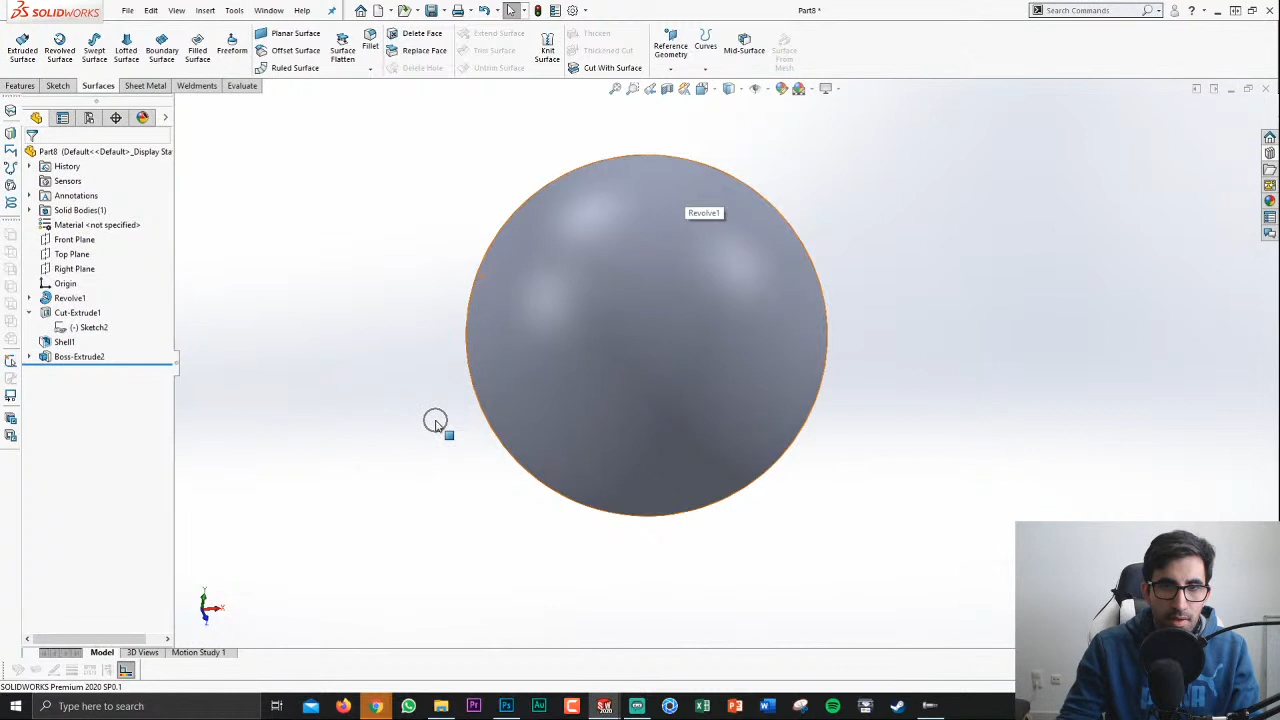 SOLIDWORKS File Edit View Insert Tools Window Help Part8 * Search Commands
Extruded Surface
Revolved Surface
Swept Surface
Lofted Surface
Boundary Surface
Filled Surface
Freeform
Planar Surface
Offset Surface
Ruled Surface
Surface Flatten
Fillet
Delete Face
Replace Face
Delete Hole
Extend Surface
Trim Surface
Untrim Surface
Knit Surface
Thicken
Thickened Cut
Cut With Surface
Reference Geometry
Curves
Mid-Surface
Surface From Mesh
Features Sketch Surfaces Sheet Metal Weldments Evaluate
Part8 (Default<<Default>_Display Sta
History
Sensors
Annotations
Solid Bodies(1)
Material <not specified>
Front Plane
Top Plane
Right Plane
Origin
Revolve1
Cut-Extrude1
(-) Sketch2
Shell1
Boss-Extrude2
Revolve1
Y
X
Z
Model 3D Views Motion Study 1
SOLIDWORKS Premium 2020 SP0.1
Type here to search